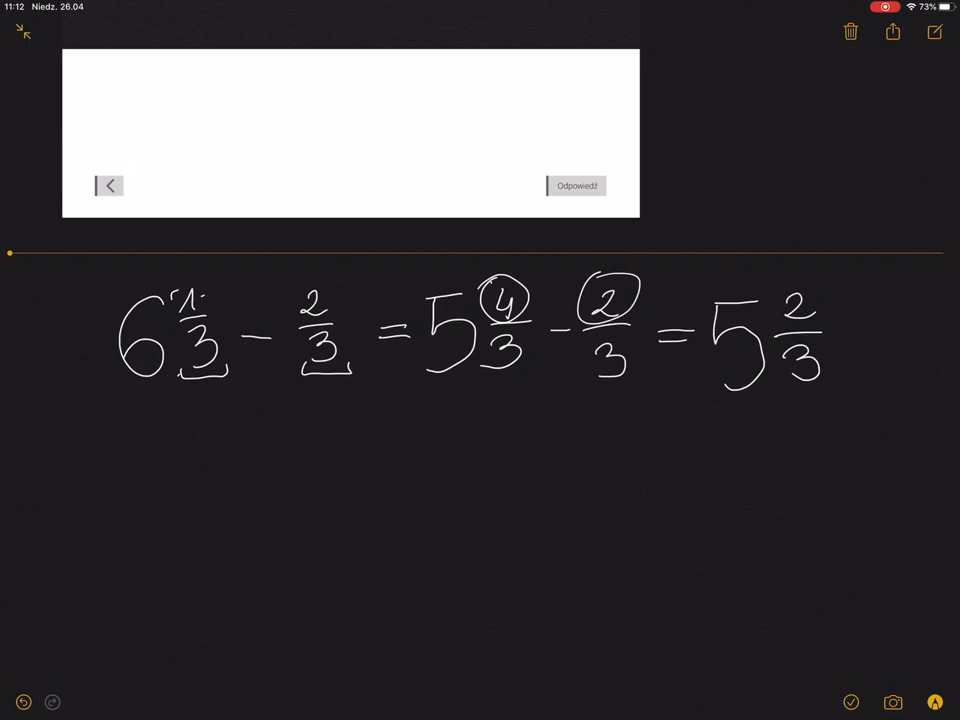 11:12 Niedz. 26.04 73%
Odpowiedź
6 1/3 - 2/3 = 5 4/3 - 2/3 = 5 2/3